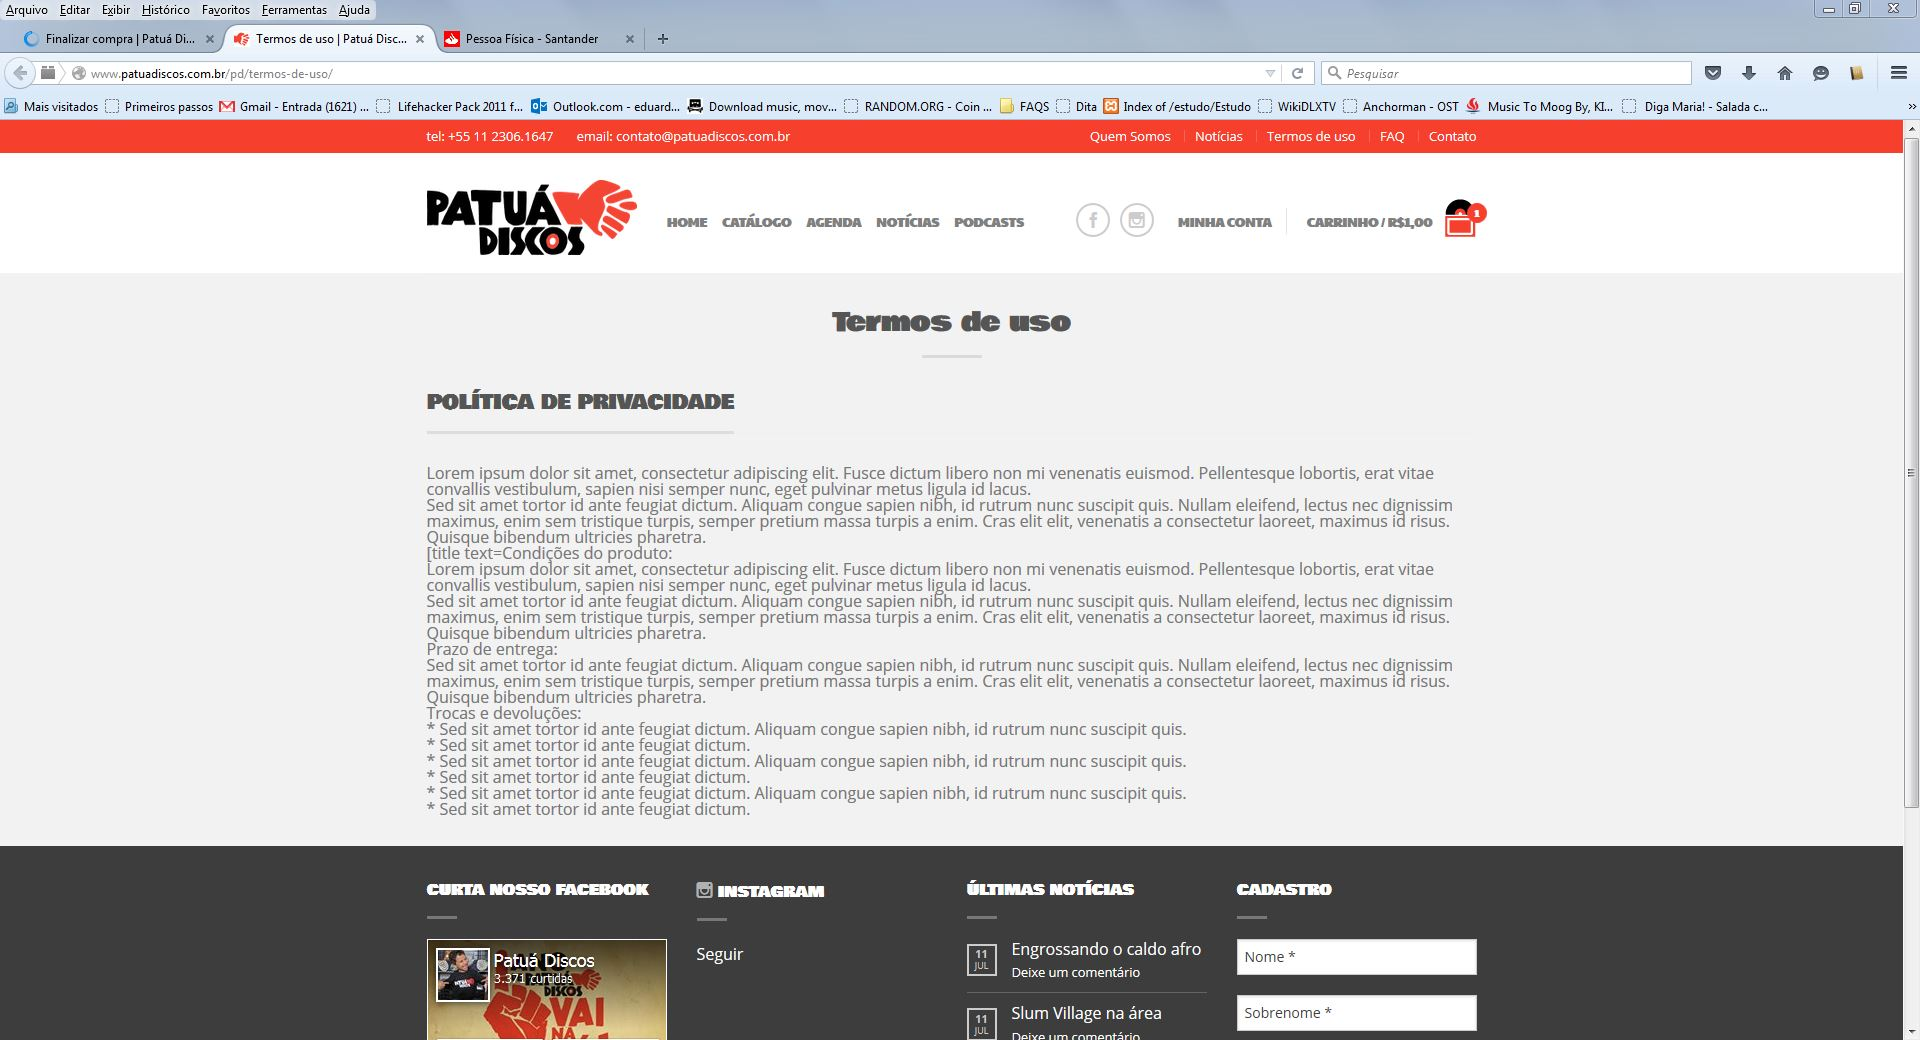 Arquivo Editar Exibir Histórico Favoritos Ferramentas Ajuda
Finalizar compra | Patuá Di...
Termos de uso | Patuá Disc...
Pessoa Física - Santander
www.patuadiscos.com.br/pd/termos-de-uso/
Pesquisar
Mais visitados Primeiros passos Gmail - Entrada (1621) ... Lifehacker Pack 2011 f... Outlook.com - eduard... Download music, mov... RANDOM.ORG - Coin ... FAQS Dita Index of /estudo/Estudo WikiDLXTV Anchorman - OST Music To Moog By, KI... Diga Maria! - Salada c... »
tel: +55 11 2306.1647 email: contato@patuadiscos.com.br
Quem Somos Notícias Termos de uso FAQ Contato
PATUÁ
DISCOS
HOME CATÁLOGO AGENDA NOTÍCIAS PODCASTS
MINHA CONTA CARRINHO / R$1,00 1
Termos de uso
POLÍTICA DE PRIVACIDADE
Lorem ipsum dolor sit amet, consectetur adipiscing elit. Fusce dictum libero non mi venenatis euismod. Pellentesque lobortis, erat vitae
convallis vestibulum, sapien nisi semper nunc, eget pulvinar metus ligula id lacus.
Sed sit amet tortor id ante feugiat dictum. Aliquam congue sapien nibh, id rutrum nunc suscipit quis. Nullam eleifend, lectus nec dignissim
maximus, enim sem tristique turpis, semper pretium massa turpis a enim. Cras elit elit, venenatis a consectetur laoreet, maximus id risus.
Quisque bibendum ultricies pharetra.
[title text=Condições do produto:
Lorem ipsum dolor sit amet, consectetur adipiscing elit. Fusce dictum libero non mi venenatis euismod. Pellentesque lobortis, erat vitae
convallis vestibulum, sapien nisi semper nunc, eget pulvinar metus ligula id lacus.
Sed sit amet tortor id ante feugiat dictum. Aliquam congue sapien nibh, id rutrum nunc suscipit quis. Nullam eleifend, lectus nec dignissim
maximus, enim sem tristique turpis, semper pretium massa turpis a enim. Cras elit elit, venenatis a consectetur laoreet, maximus id risus.
Quisque bibendum ultricies pharetra.
Prazo de entrega:
Sed sit amet tortor id ante feugiat dictum. Aliquam congue sapien nibh, id rutrum nunc suscipit quis. Nullam eleifend, lectus nec dignissim
maximus, enim sem tristique turpis, semper pretium massa turpis a enim. Cras elit elit, venenatis a consectetur laoreet, maximus id risus.
Quisque bibendum ultricies pharetra.
Trocas e devoluções:
* Sed sit amet tortor id ante feugiat dictum. Aliquam congue sapien nibh, id rutrum nunc suscipit quis.
* Sed sit amet tortor id ante feugiat dictum.
* Sed sit amet tortor id ante feugiat dictum. Aliquam congue sapien nibh, id rutrum nunc suscipit quis.
* Sed sit amet tortor id ante feugiat dictum.
* Sed sit amet tortor id ante feugiat dictum. Aliquam congue sapien nibh, id rutrum nunc suscipit quis.
* Sed sit amet tortor id ante feugiat dictum.
CURTA NOSSO FACEBOOK
Patuá Discos
3.371 curtidas
DISCOS
VAI
NA
INSTAGRAM
Seguir
ÚLTIMAS NOTÍCIAS
11
JUL
Engrossando o caldo afro
Deixe um comentário
11
JUL
Slum Village na área
Deixe um comentário
CADASTRO
Nome *
Sobrenome *